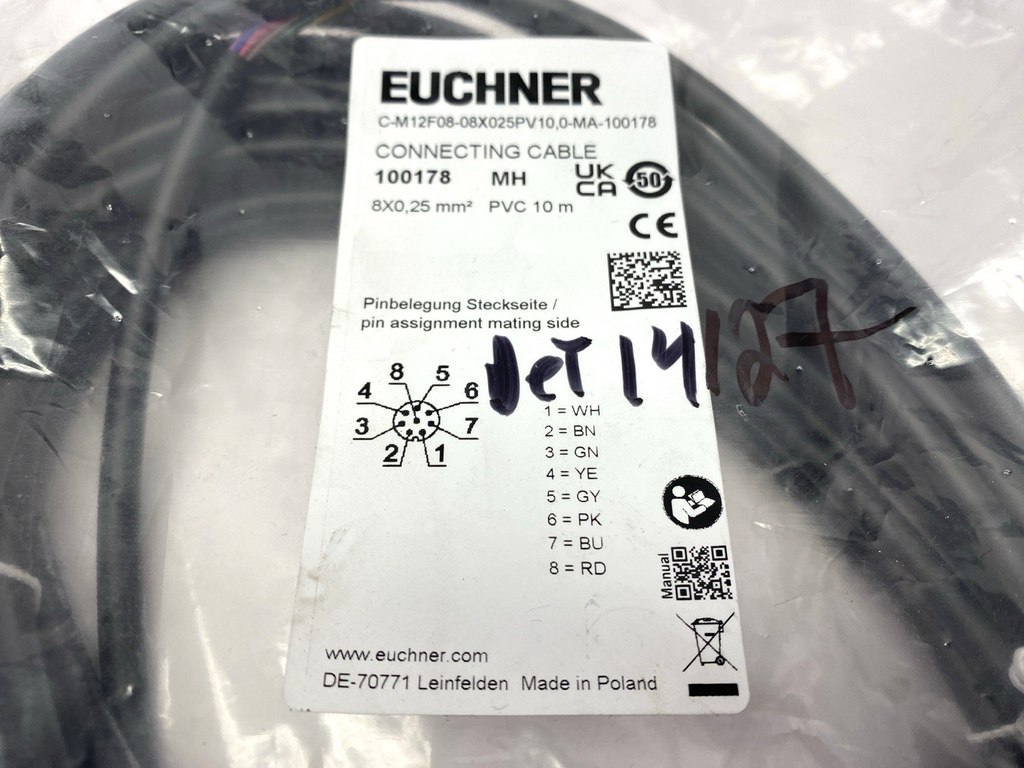 EUCHNER
C-M12F08-08X025PV10,0-MA-100178
CONNECTING CABLE
100178 MH
UK
CA
50
8X0,25 mm² PVC 10 m
CE
Pinbelegung Steckseite /
pin assignment mating side
Det 14127
8 5
4 6
3 7
2 1
1 = WH
2 = BN
3 = GN
4 = YE
5 = GY
6 = PK
7 = BU
8 = RD
Manual
www.euchner.com
DE-70771 Leinfelden Made in Poland